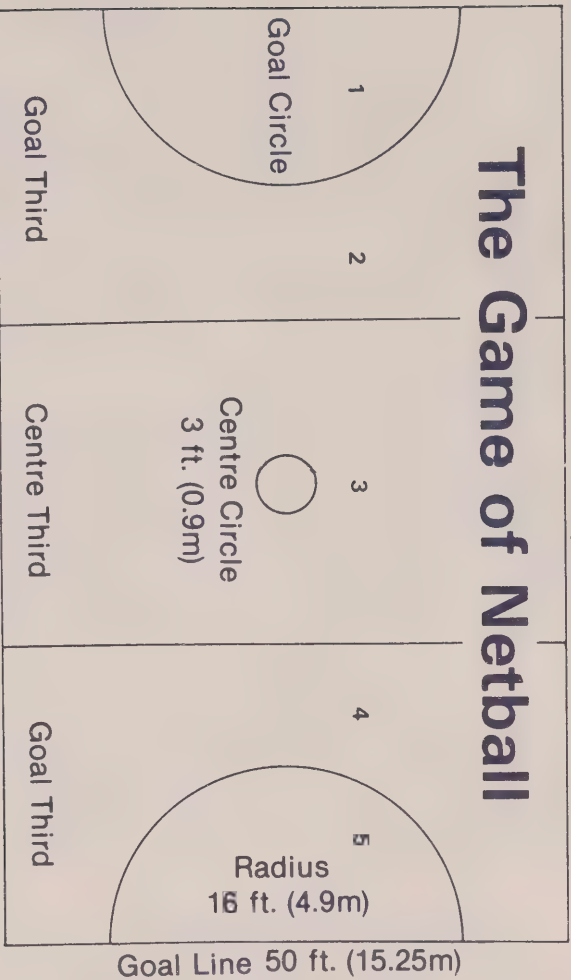 The Game of Netball
1
2
3
4
5
Goal Circle
Centre Circle
3 ft. (0.9m)
Radius
16 ft. (4.9m)
Goal Third
Centre Third
Goal Third
Goal Line 50 ft. (15.25m)